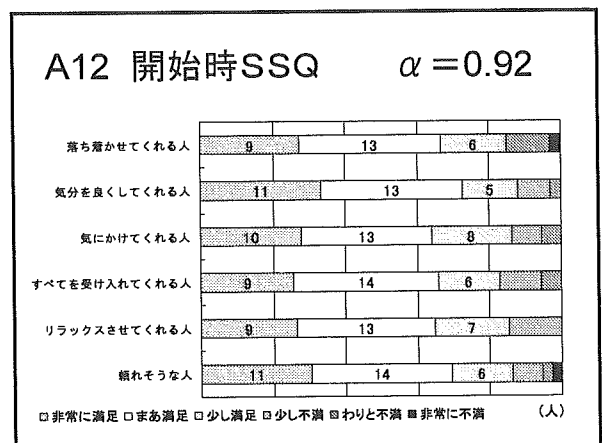 A12 開始時SSQ α=0.92
落ち着かせてくれる人 9 13 6
気分を良くしてくれる人 11 13 5
気にかけてくれる人 10 13 8
すべてを受け入れてくれる人 9 14 6
リラックスさせてくれる人 9 13 7
頼れそうな人 11 14 6
非常に満足 まあ満足 少し満足 少し不満 わりと不満 非常に不満 (人)